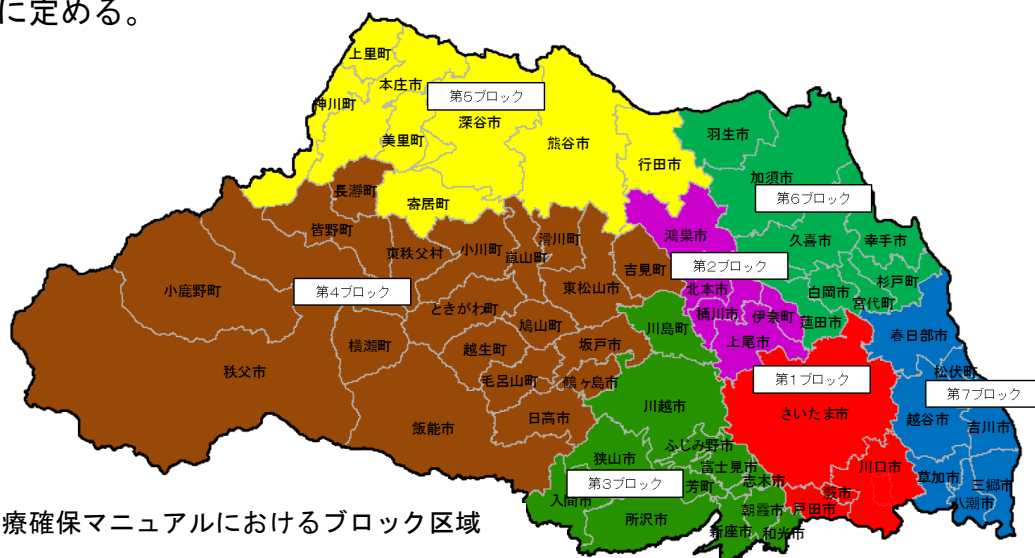 に定める。
上里町
本庄市
神川町
第5ブロック
深谷市
美里町
熊谷市
行田市
羽生市
加須市
第6ブロック
長瀞町
寄居町
皆野町
東秩父村
小川町
嵐山町
滑川町
吉見町
鴻巣市
第2ブロック
久喜市
幸手市
小鹿野町
第4ブロック
ときがわ町
東松山市
北本市
桶川市
伊奈町
白岡市
杉戸町
宮代町
蓮田市
横瀬町
鳩山町
川島町
上尾市
春日部市
秩父市
越生町
坂戸市
毛呂山町
鶴ヶ島市
第1ブロック
松伏町
第7ブロック
川越市
さいたま市
越谷市
吉川市
飯能市
日高市
ふじみ野市
狭山市
富士見市
川口市
第3ブロック
芳町
志木市
草加市
三郷市
入間市
所沢市
朝霞市
蕨市
戸田市
八潮市
新座市
和光市
療確保マニュアルにおけるブロック区域